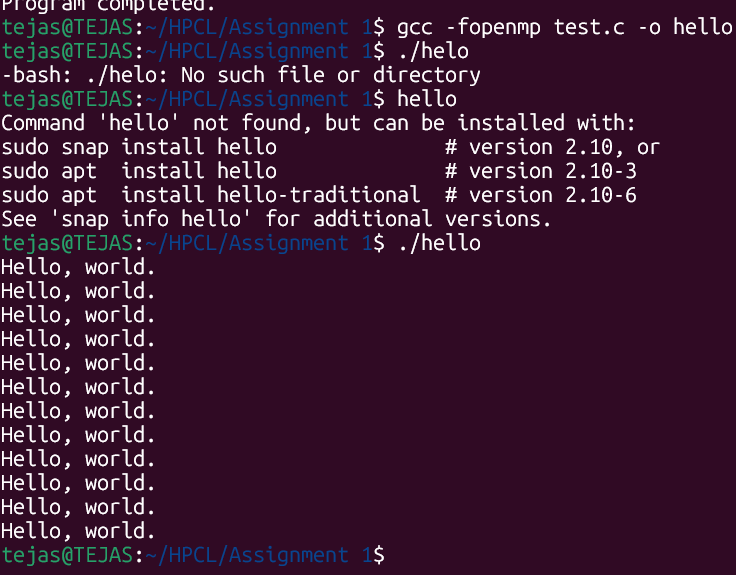 Program completed.
tejas@TEJAS:~/HPCL/Assignment 1$ gcc -fopenmp test.c -o hello
tejas@TEJAS:~/HPCL/Assignment 1$ ./helo
-bash: ./helo: No such file or directory
tejas@TEJAS:~/HPCL/Assignment 1$ hello
Command 'hello' not found, but can be installed with:
sudo snap install hello              # version 2.10, or
sudo apt  install hello              # version 2.10-3
sudo apt  install hello-traditional  # version 2.10-6
See 'snap info hello' for additional versions.
tejas@TEJAS:~/HPCL/Assignment 1$ ./hello
Hello, world.
Hello, world.
Hello, world.
Hello, world.
Hello, world.
Hello, world.
Hello, world.
Hello, world.
Hello, world.
Hello, world.
Hello, world.
Hello, world.
tejas@TEJAS:~/HPCL/Assignment 1$